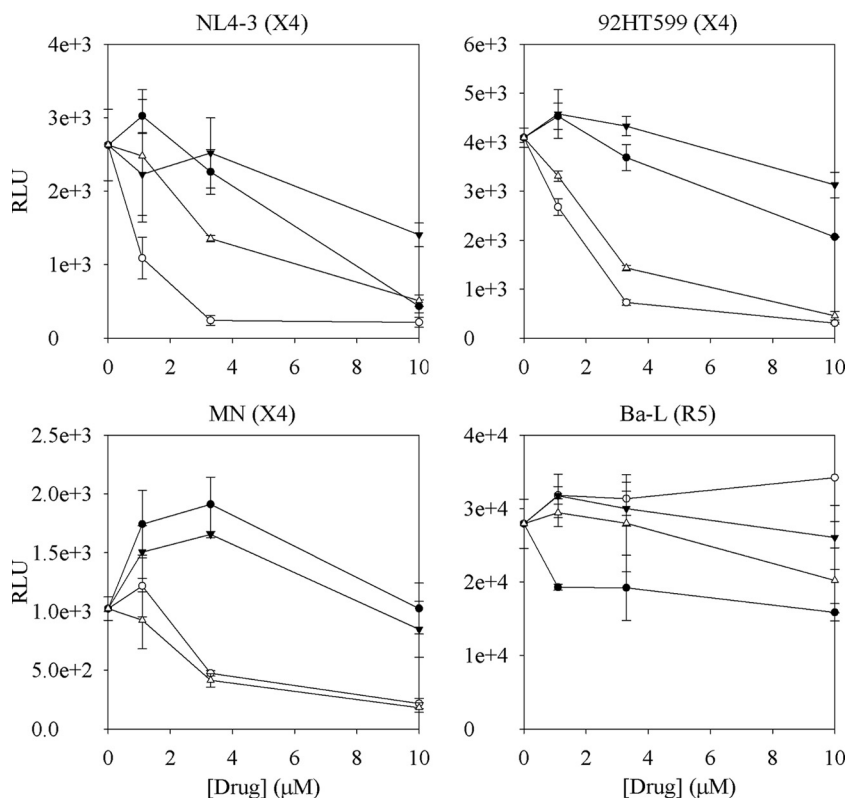 NL4-3 (X4)
92HT599 (X4)
4e+3
3e+3
2e+3
1e+3
0
RLU
0 2 4 6 8 10
5e+3
4e+3
3e+3
2e+3
1e+3
0
6e+3
0 2 4 6 8 10
MN (X4)
Ba-L (R5)
2.5e+3
2.0e+3
1.5e+3
1.0e+3
5.0e+2
0.0
RLU
0 2 4 6 8 10
[Drug] (μM)
4e+4
3e+4
2e+4
1e+4
0
0 2 4 6 8 10
[Drug] (μM)